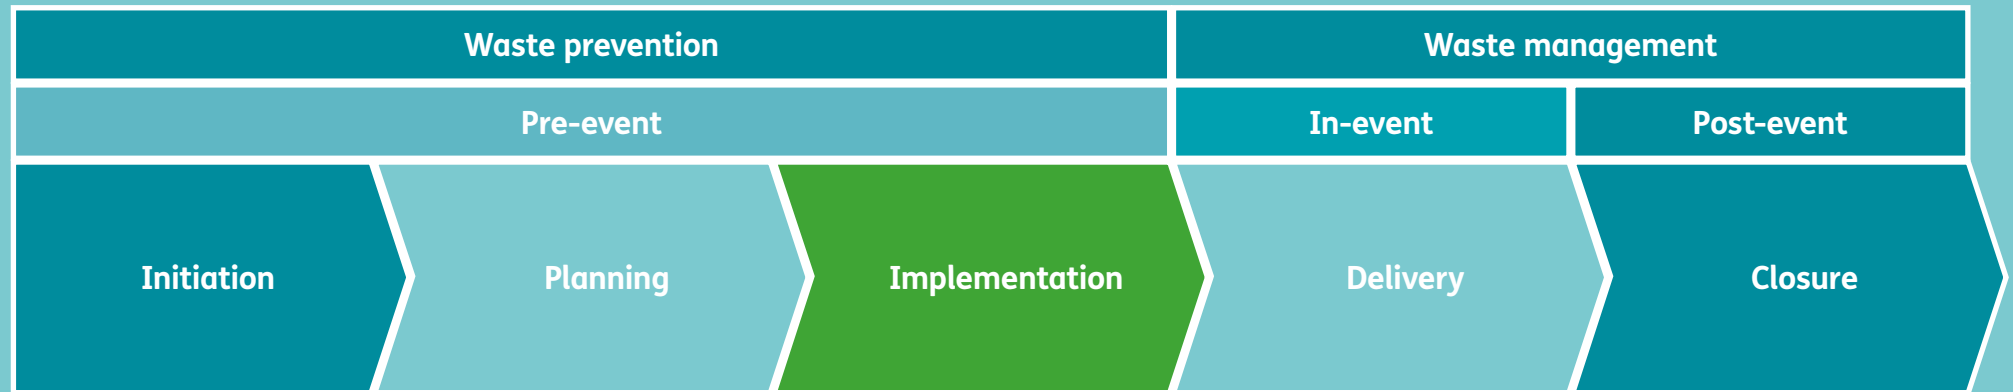 Waste prevention
Waste management
Pre-event
In-event
Post-event
Initiation
Planning
Implementation
Delivery
Closure